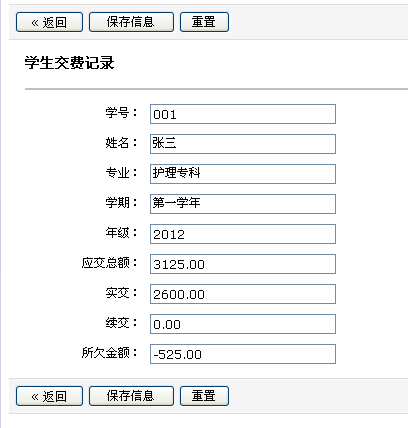 « 返回 保存信息 重置
学生交费记录
学号： 001
姓名： 张三
专业： 护理专科
学期： 第一学年
年级： 2012
应交总额： 3125.00
实交： 2600.00
续交： 0.00
所欠金额： -525.00
« 返回 保存信息 重置